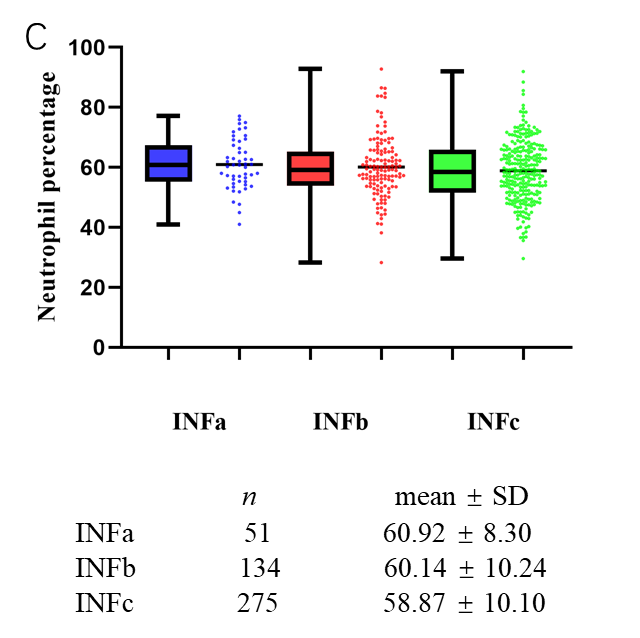 C
Neutrophil percentage
100
80
60
40
20
0
INFa INFb INFc
n mean ± SD
INFa 51 60.92 ± 8.30
INFb 134 60.14 ± 10.24
INFc 275 58.87 ± 10.10